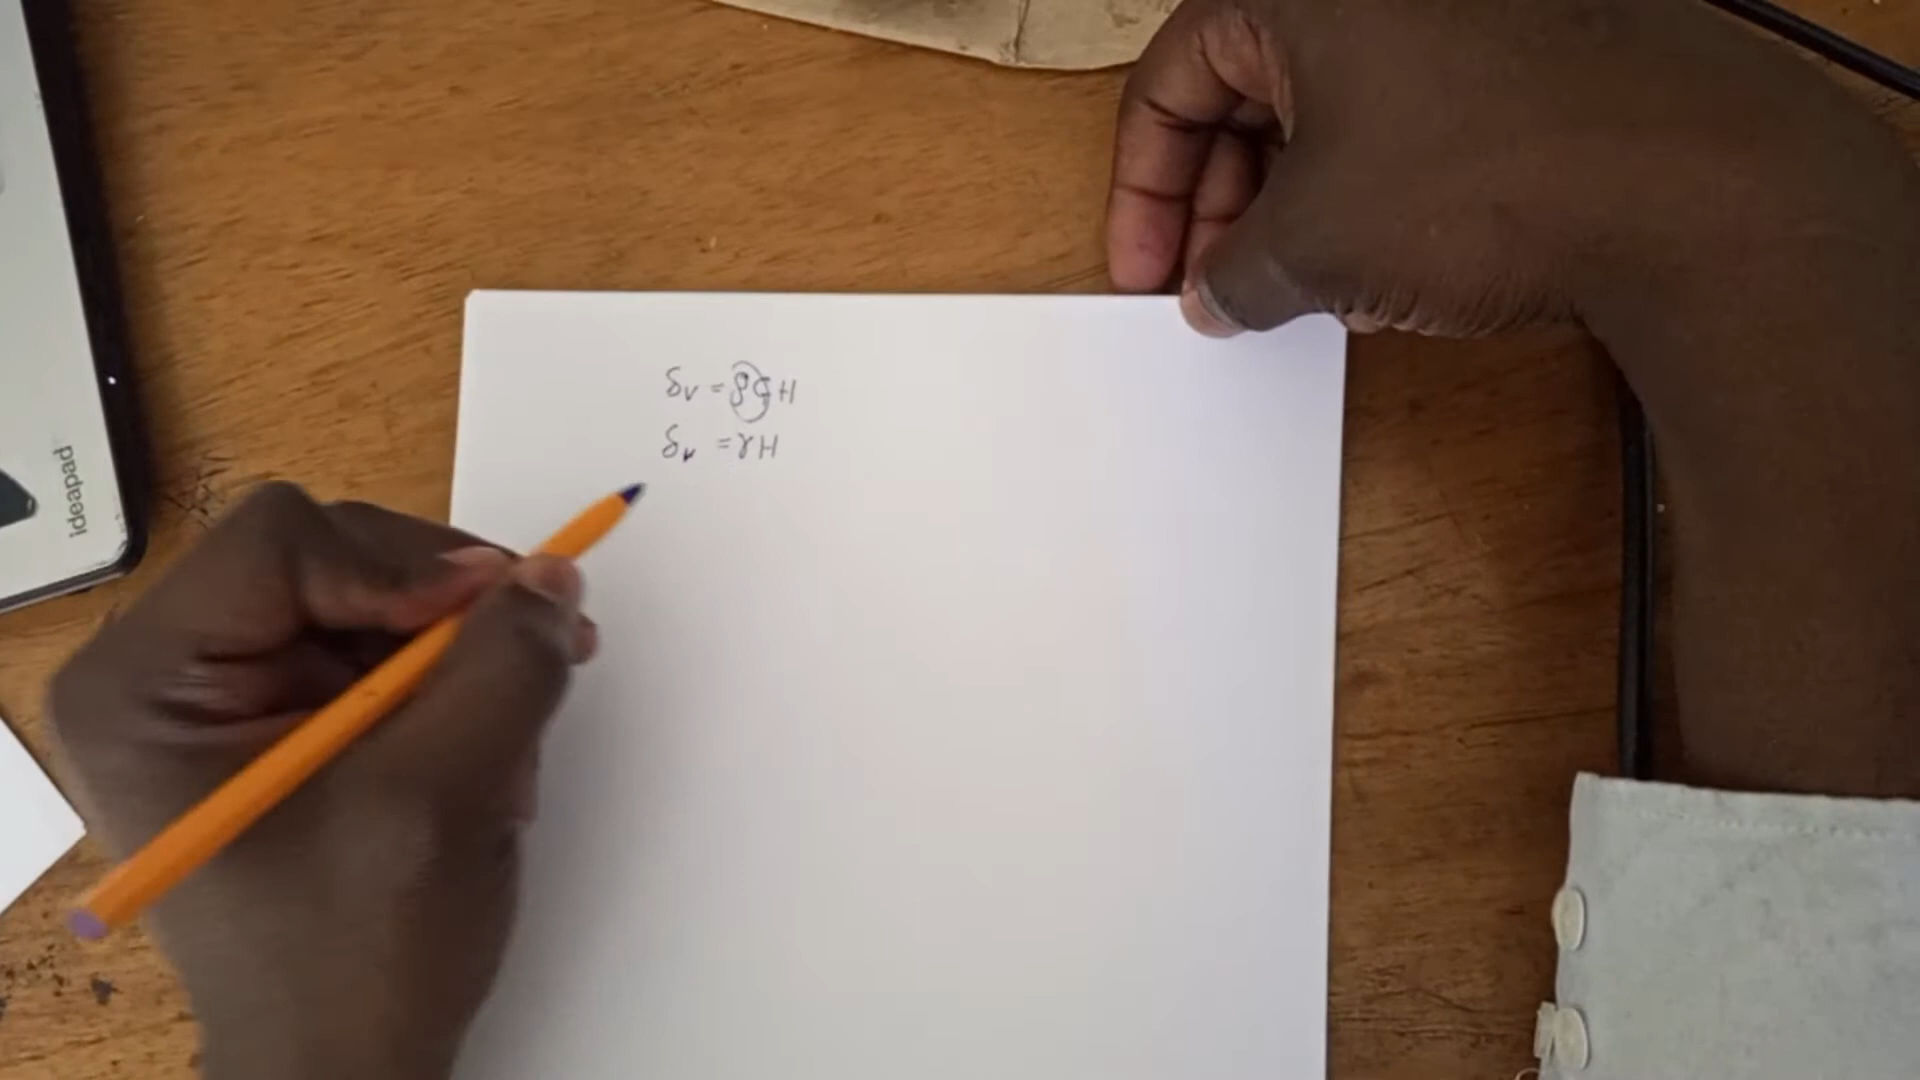 δv = ρgH
δv = γH
ideapad